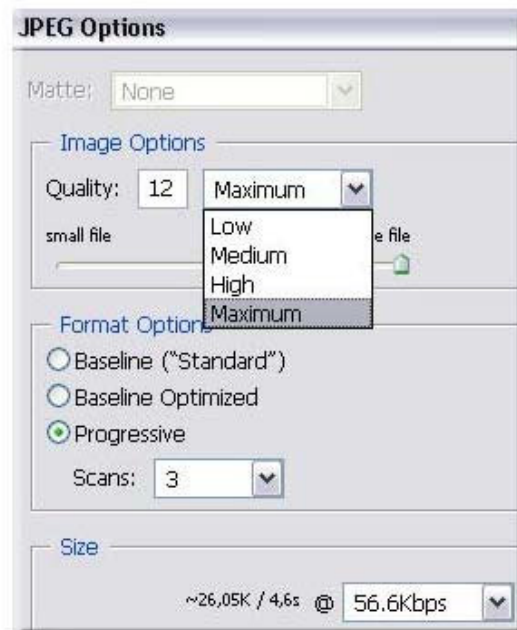 JPEG Options
Matte: None
Image Options
Quality: 12 Maximum
Low
small file e file
Medium
High
Maximum
Format Options
Baseline ("Standard")
Baseline Optimized
Progressive
Scans: 3
Size
~26,05K / 4,6s @ 56.6Kbps